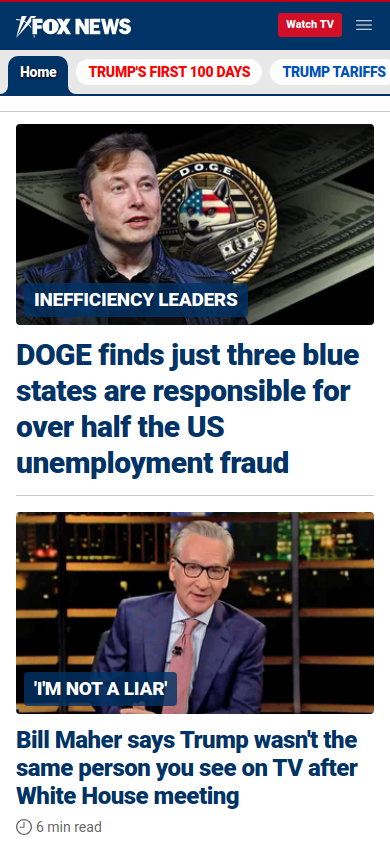 FOX NEWS
Watch TV
Home
TRUMP'S FIRST 100 DAYS
TRUMP TARIFFS
D.O.G.E.
INEFFICIENCY LEADERS
DOGE finds just three blue
states are responsible for
over half the US
unemployment fraud
'I'M NOT A LIAR'
Bill Maher says Trump wasn't the
same person you see on TV after
White House meeting
6 min read